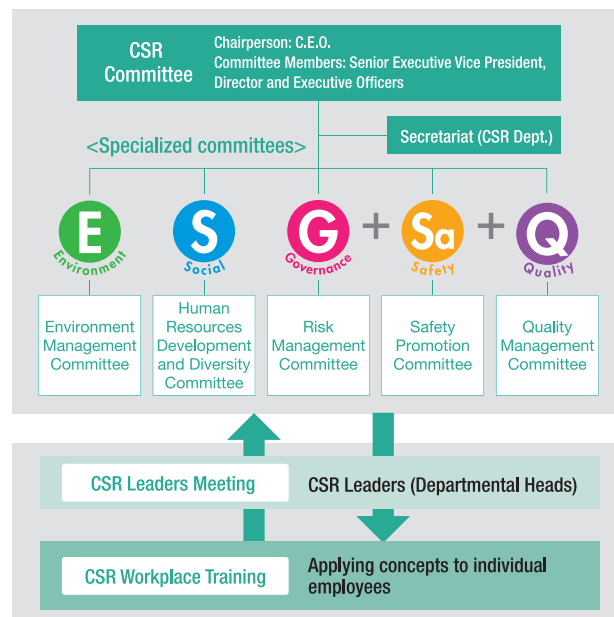 CSR
Committee
Chairperson: C.E.O.
Committee Members: Senior Executive Vice President,
Director and Executive Officers
Secretariat (CSR Dept.)
<Specialized committees>
E
Environment
S
Social
G
Governance
+
Sa
Safety
+
Q
Quality
Environment
Management
Committee
Human
Resources
Development
and Diversity
Committee
Risk
Management
Committee
Safety
Promotion
Committee
Quality
Management
Committee
CSR Leaders Meeting
CSR Leaders (Departmental Heads)
CSR Workplace Training
Applying concepts to individual
employees